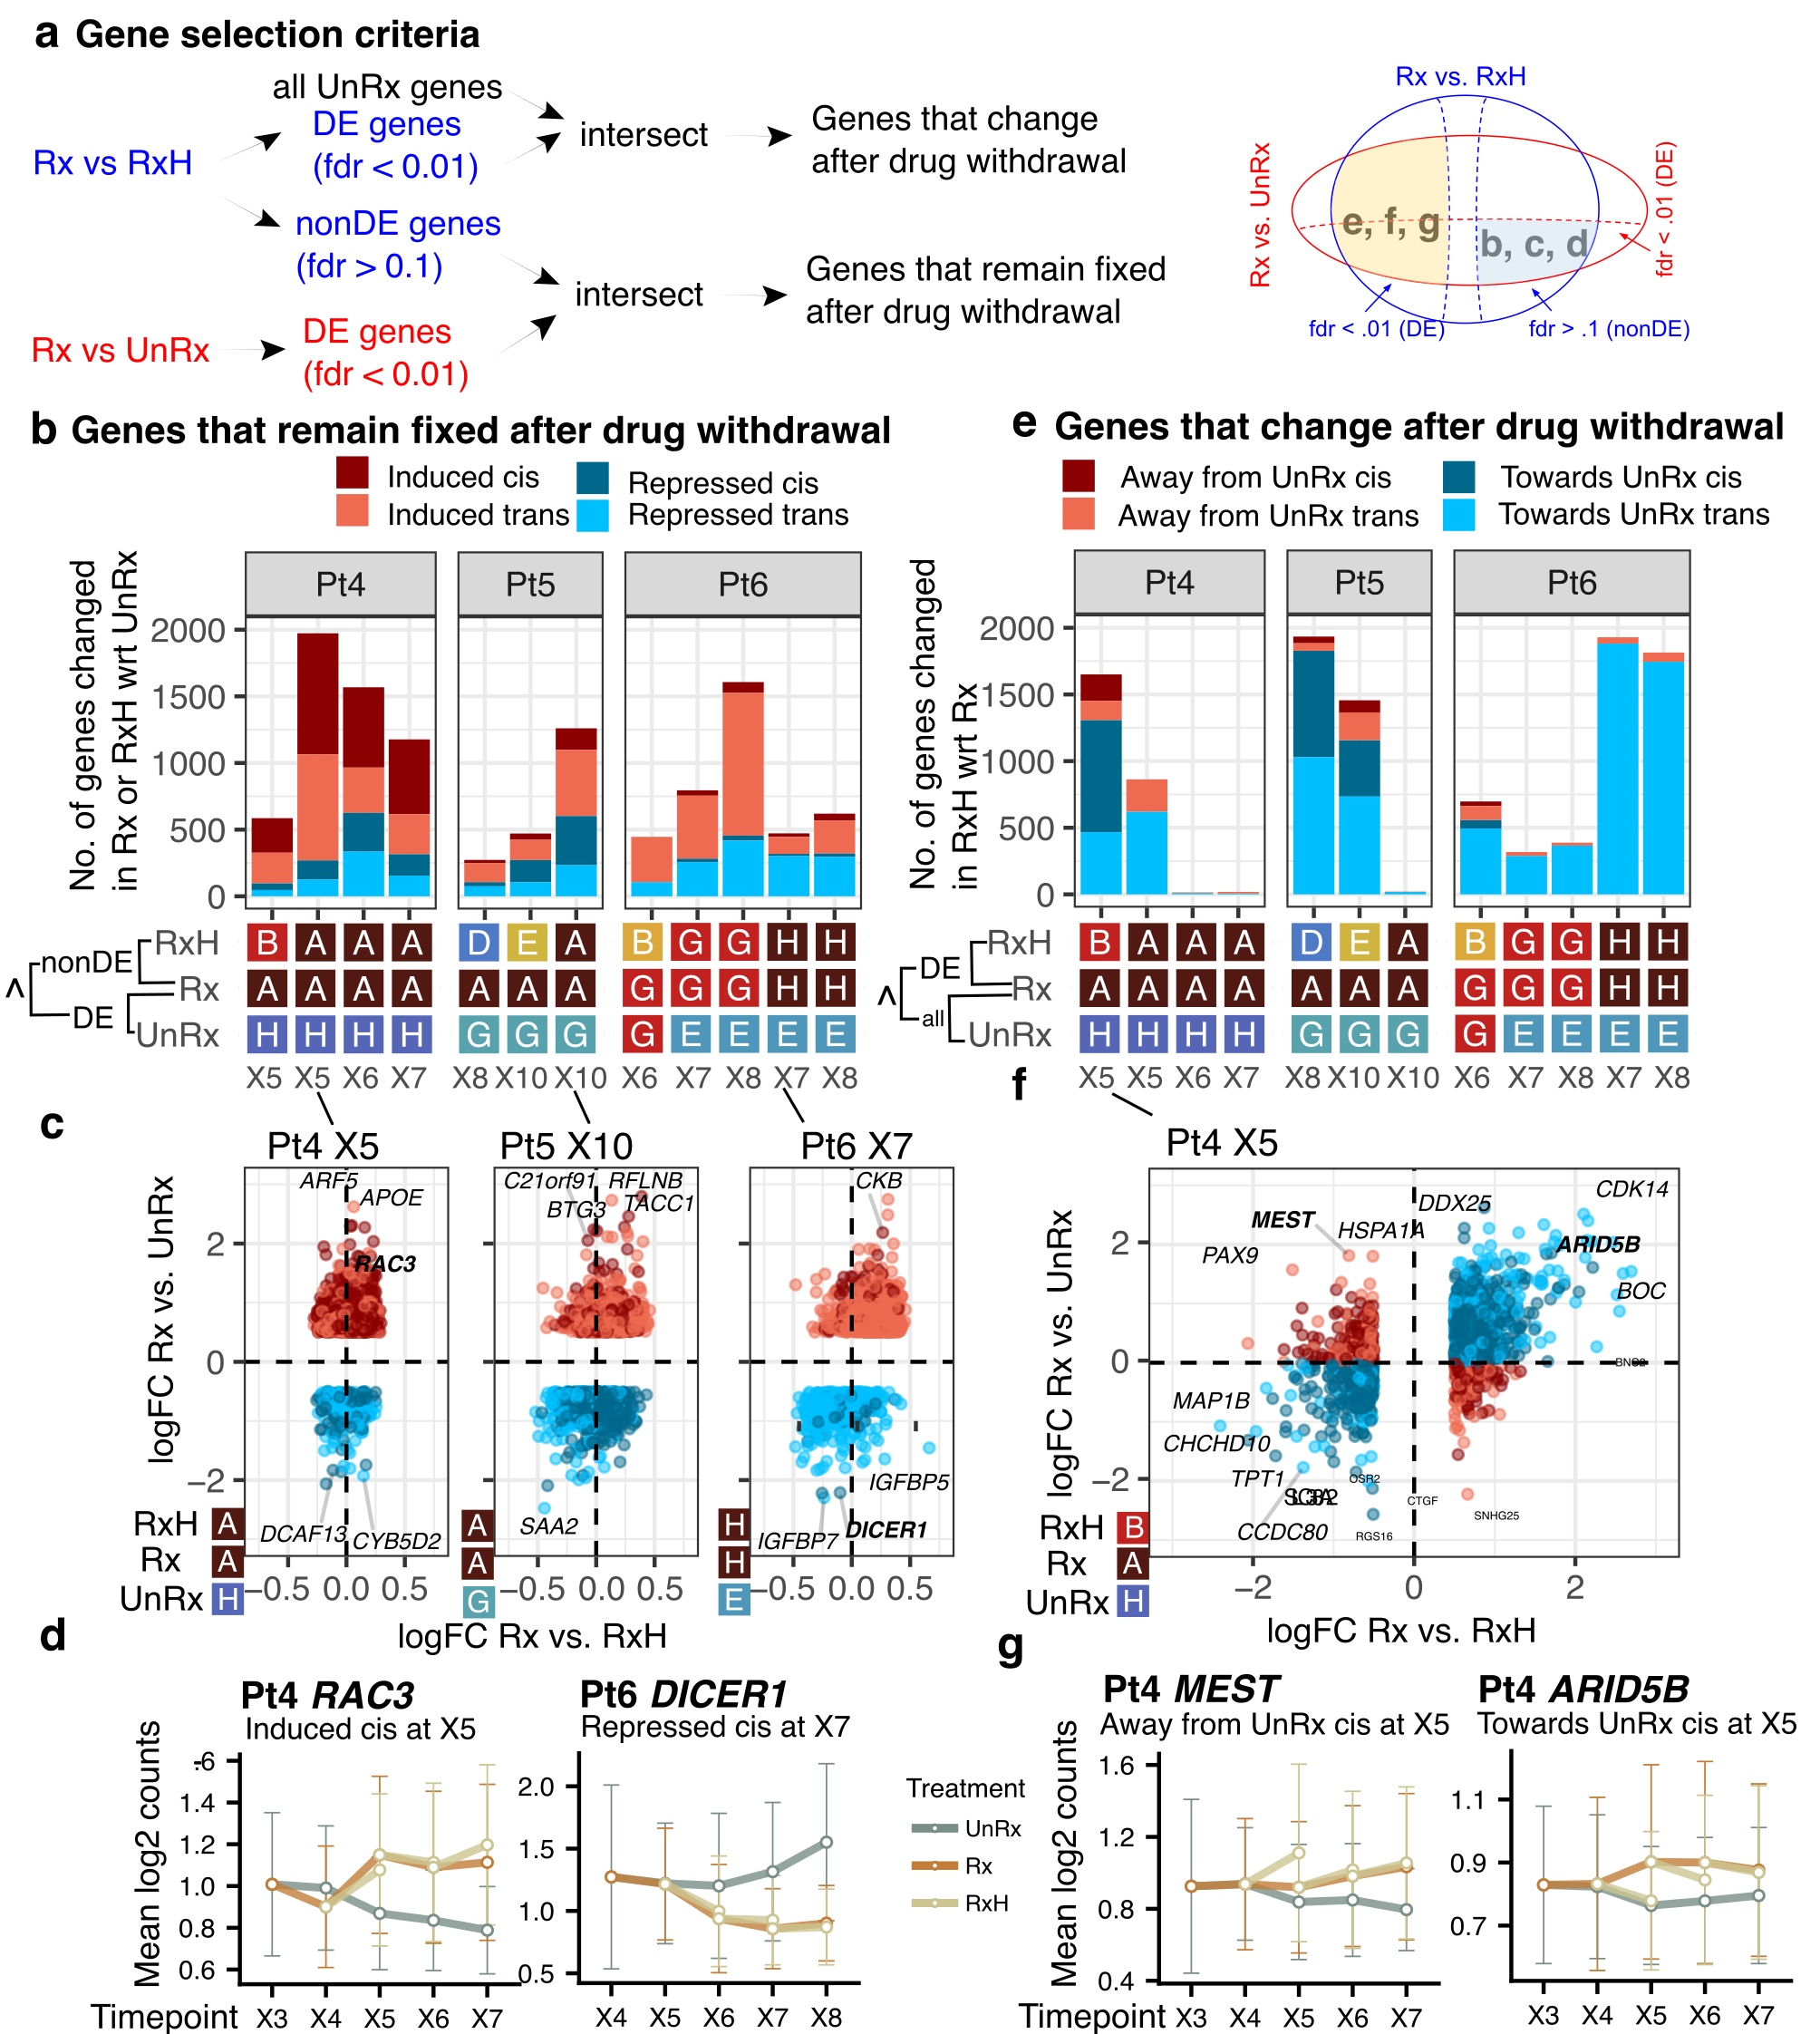 a Gene selection criteria
all UnRx genes
DE genes
(fdr < 0.01)
Rx vs RxH
intersect
Genes that change
after drug withdrawal
nonDE genes
(fdr > 0.1)
intersect
Genes that remain fixed
after drug withdrawal
Rx vs UnRx
DE genes
(fdr < 0.01)
Rx vs. RxH
Rx vs. UnRx
e, f, g
b, c, d
fdr < .01 (DE)
fdr < .01 (DE)
fdr > .1 (nonDE)
b Genes that remain fixed after drug withdrawal
Induced cis
Repressed cis
Induced trans
Repressed trans
No. of genes changed
in Rx or RxH wrt UnRx
Pt4 Pt5 Pt6
2000
1500
1000
500
0
RxH B A A A D E A B G G H H
Rx A A A A A A A G G G H H
UnRx H H H H G G G G E E E E
X5 X5 X6 X7 X8 X10 X10 X6 X7 X8 X7 X8
nonDE
DE
^
e Genes that change after drug withdrawal
Away from UnRx cis
Towards UnRx cis
Away from UnRx trans
Towards UnRx trans
No. of genes changed
in RxH wrt Rx
Pt4 Pt5 Pt6
2000
1500
1000
500
0
RxH B A A A D E A B G G H H
Rx A A A A A A A G G G H H
UnRx H H H H G G G G E E E E
X5 X5 X6 X7 X8 X10 X10 X6 X7 X8 X7 X8
DE
all
^
c
Pt4 X5
Pt5 X10
Pt6 X7
logFC Rx vs. UnRx
2
0
−2
ARF5
APOE
RAC3
DCAF13
CYB5D2
C21orf91
RFLNB
BTG3
TACC1
SAA2
CKB
IGFBP5
IGFBP7
DICER1
RxH A A H
Rx A A H
UnRx H G E
−0.5 0.0 0.5
−0.5 0.0 0.5
−0.5 0.0 0.5
logFC Rx vs. RxH
f
Pt4 X5
logFC Rx vs. UnRx
2
0
−2
CDK14
DDX25
MEST
HSPA1A
ARID5B
PAX9
BOC
MAP1B
CHCHD10
TPT1
OSR2
CTGF
SNHG25
CCDC80
RGS16
RxH B
Rx A
UnRx H
−2 0 2
logFC Rx vs. RxH
d
Pt4 RAC3
Induced cis at X5
Mean log2 counts
1.4
1.2
1.0
0.8
0.6
Timepoint X3 X4 X5 X6 X7
Pt6 DICER1
Repressed cis at X7
2.0
1.5
1.0
0.5
X4 X5 X6 X7 X8
Treatment
UnRx
Rx
RxH
g
Pt4 MEST
Away from UnRx cis at X5
Mean log2 counts
1.6
1.2
0.8
0.4
Timepoint X3 X4 X5 X6 X7
Pt4 ARID5B
Towards UnRx cis at X5
1.1
0.9
0.7
X3 X4 X5 X6 X7